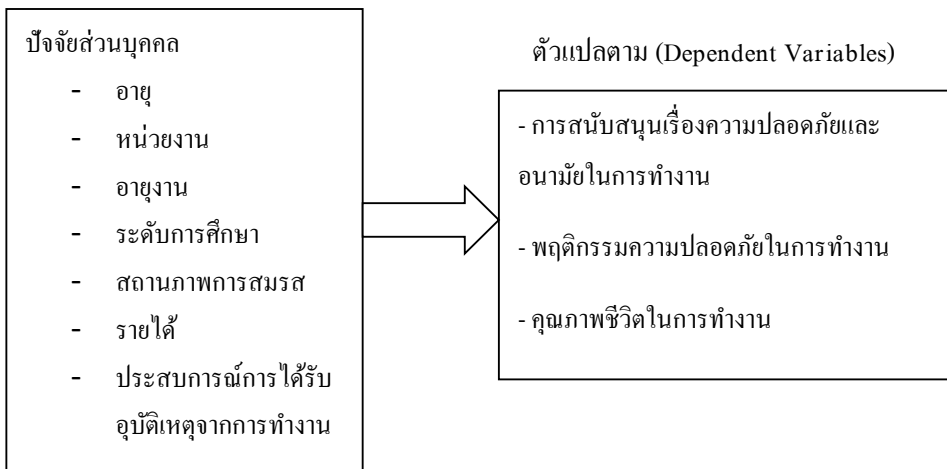 ปัจจัยส่วนบุคคล
- อายุ
- หน่วยงาน
- อายุงาน
- ระดับการศึกษา
- สถานภาพการสมรส
- รายได้
- ประสบการณ์การได้รับ
อุบัติเหตุจากการทำงาน
ตัวแปลตาม (Dependent Variables)
- การสนับสนุนเรื่องความปลอดภัยและ
อนามัยในการทำงาน
- พฤติกรรมความปลอดภัยในการทำงาน
- คุณภาพชีวิตในการทำงาน